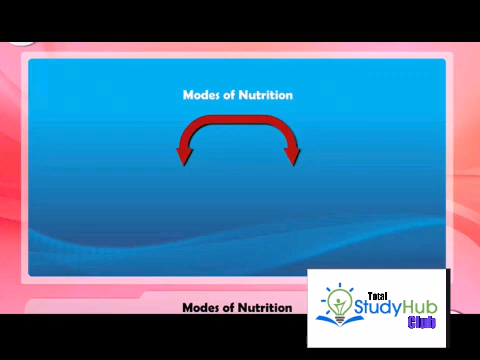 Modes of Nutrition
Modes of Nutrition
Total
StudyHub
Club